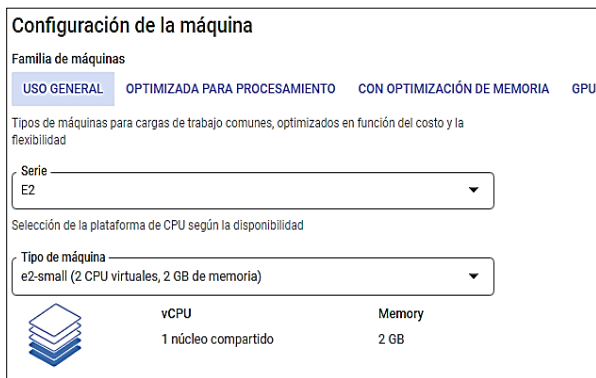 Configuración de la máquina
Familia de máquinas
USO GENERAL OPTIMIZADA PARA PROCESAMIENTO CON OPTIMIZACIÓN DE MEMORIA GPU
Tipos de máquinas para cargas de trabajo comunes, optimizados en función del costo y la
flexibilidad
Serie
E2
Selección de la plataforma de CPU según la disponibilidad
Tipo de máquina
e2-small (2 CPU virtuales, 2 GB de memoria)
vCPU Memory
1 núcleo compartido 2 GB